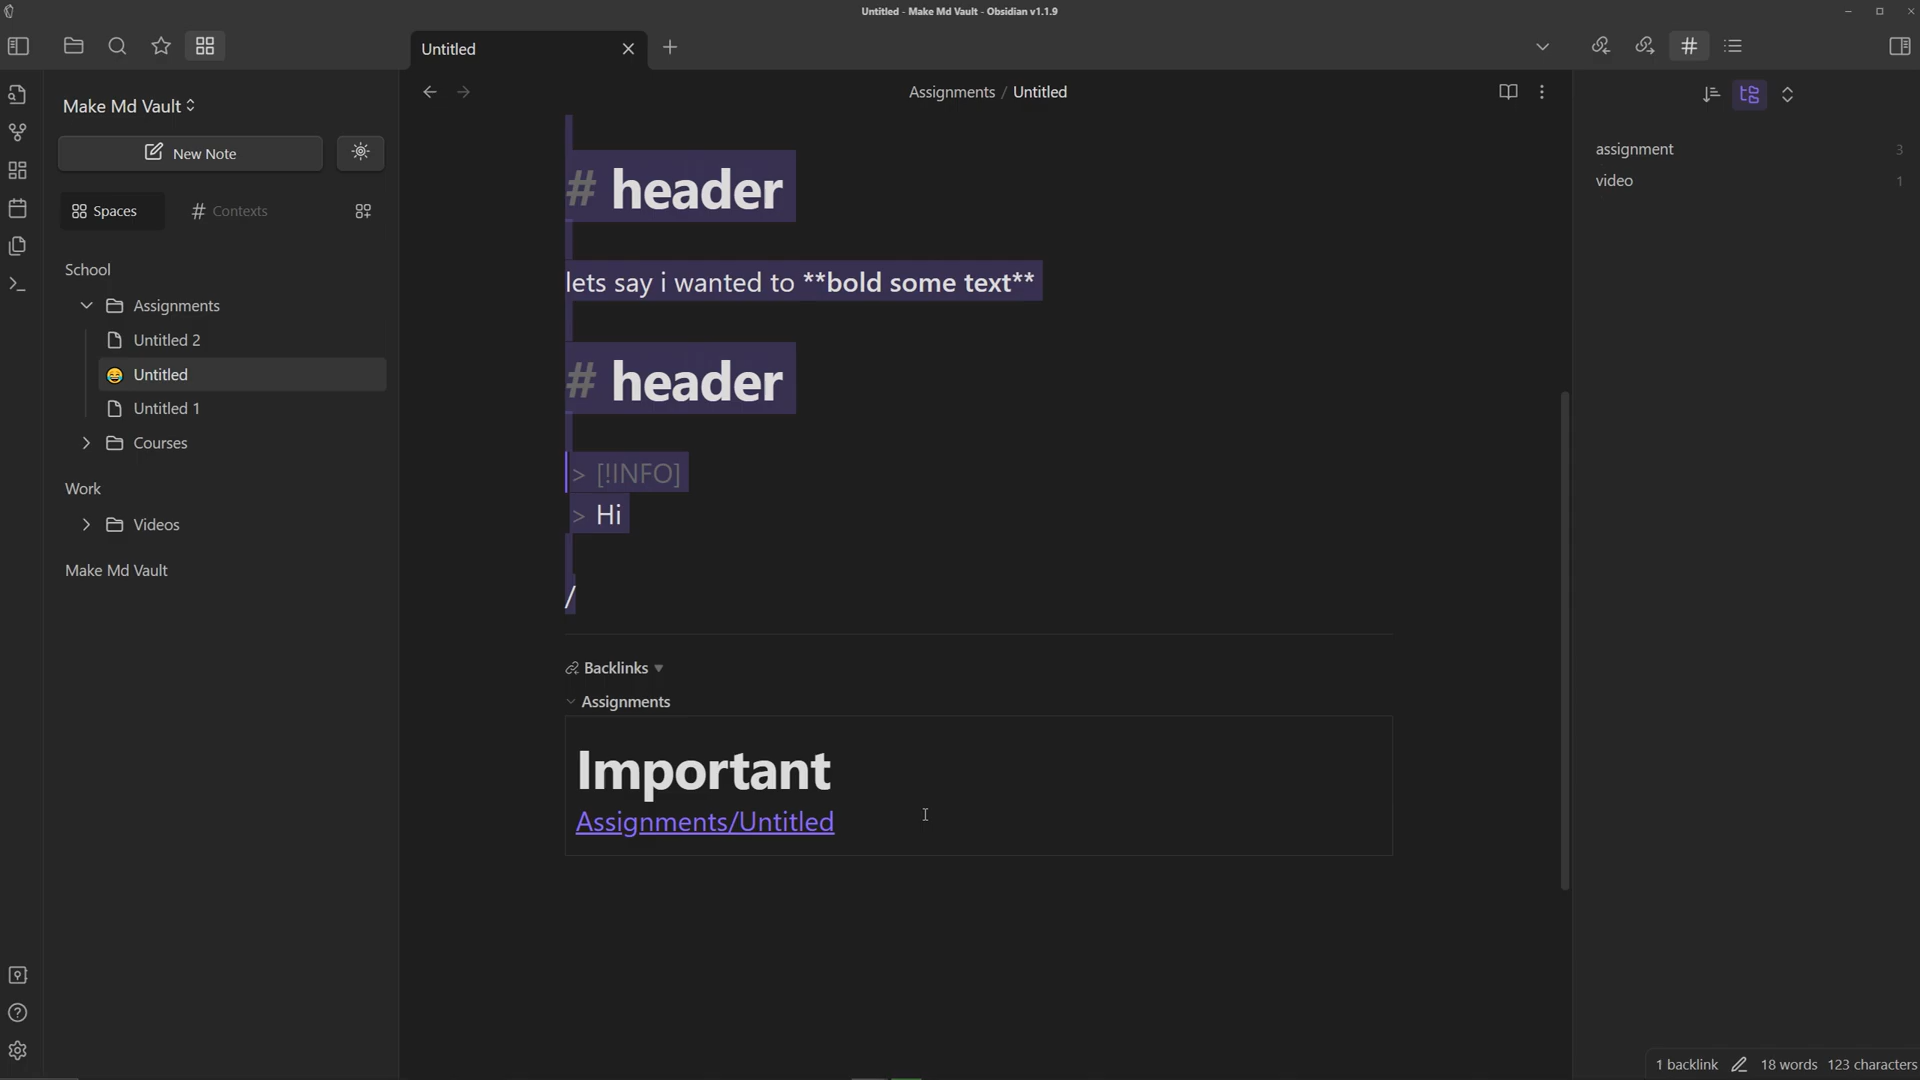 Untitled - Make Md Vault - Obsidian v1.1.9
Untitled
Make Md Vault
New Note
Spaces
# Contexts
School
Assignments
Untitled 2
Untitled
Untitled 1
Courses
Work
Videos
Make Md Vault
Assignments / Untitled
# header
lets say i wanted to **bold some text**
# header
> [!INFO]
> Hi
/
Backlinks
Assignments
Important
Assignments/Untitled
assignment 3
video 1
1 backlink 18 words 123 characters